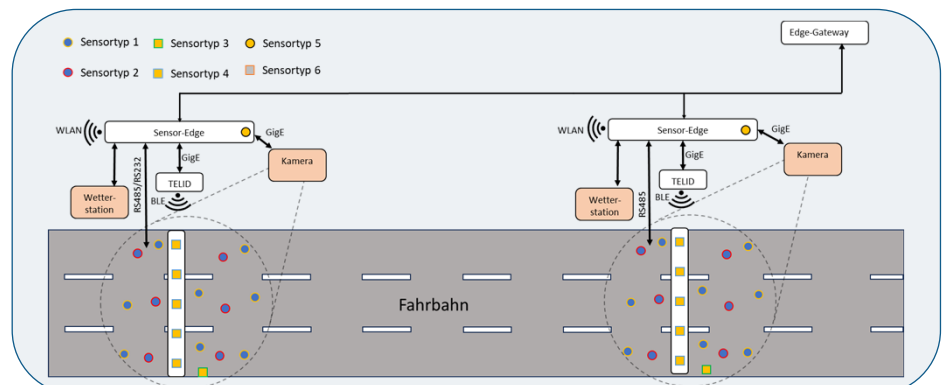 Edge-Gateway
Sensortyp 1
Sensortyp 3
Sensortyp 5
Sensortyp 2
Sensortyp 4
Sensortyp 6
WLAN
Sensor-Edge
GigE
Kamera
GigE
RS485/RS232
TELID
BLE
Wetter-
station
WLAN
Sensor-Edge
GigE
Kamera
GigE
RS485
TELID
BLE
Wetter-
station
Fahrbahn